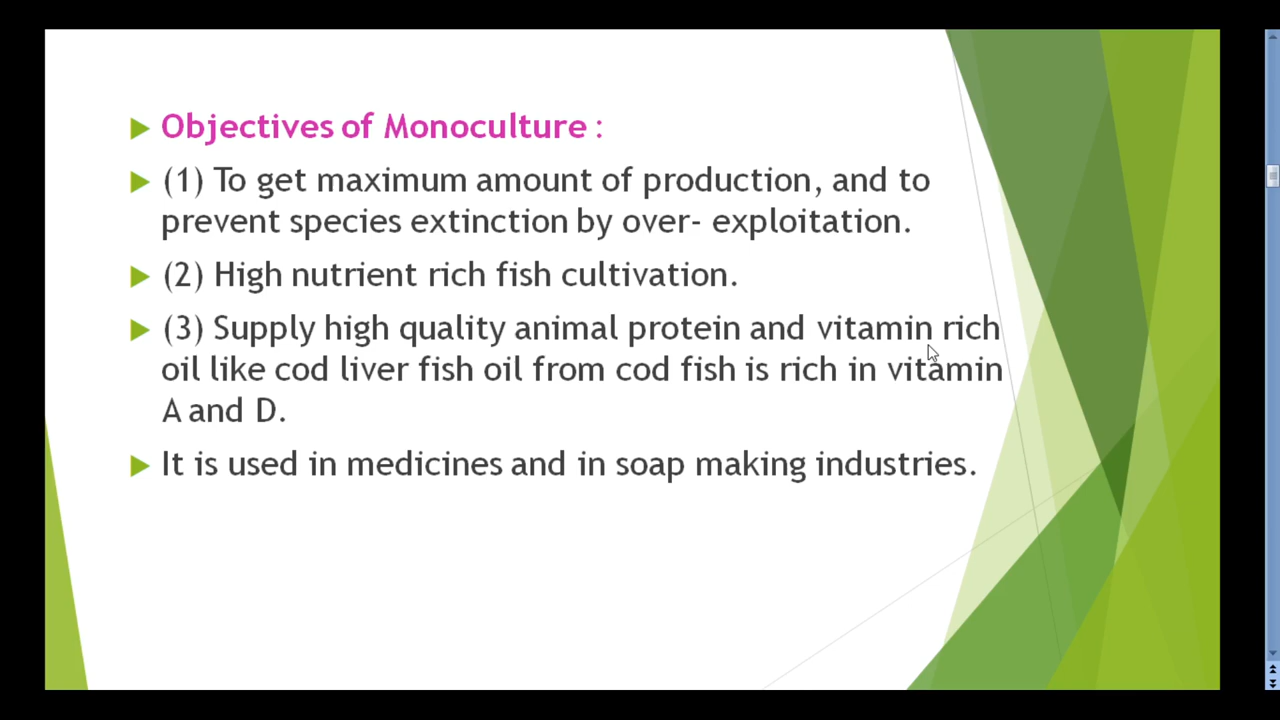 Objectives of Monoculture :
(1) To get maximum amount of production, and to
prevent species extinction by over- exploitation.
(2) High nutrient rich fish cultivation.
(3) Supply high quality animal protein and vitamin rich
oil like cod liver fish oil from cod fish is rich in vitamin
A and D.
It is used in medicines and in soap making industries.